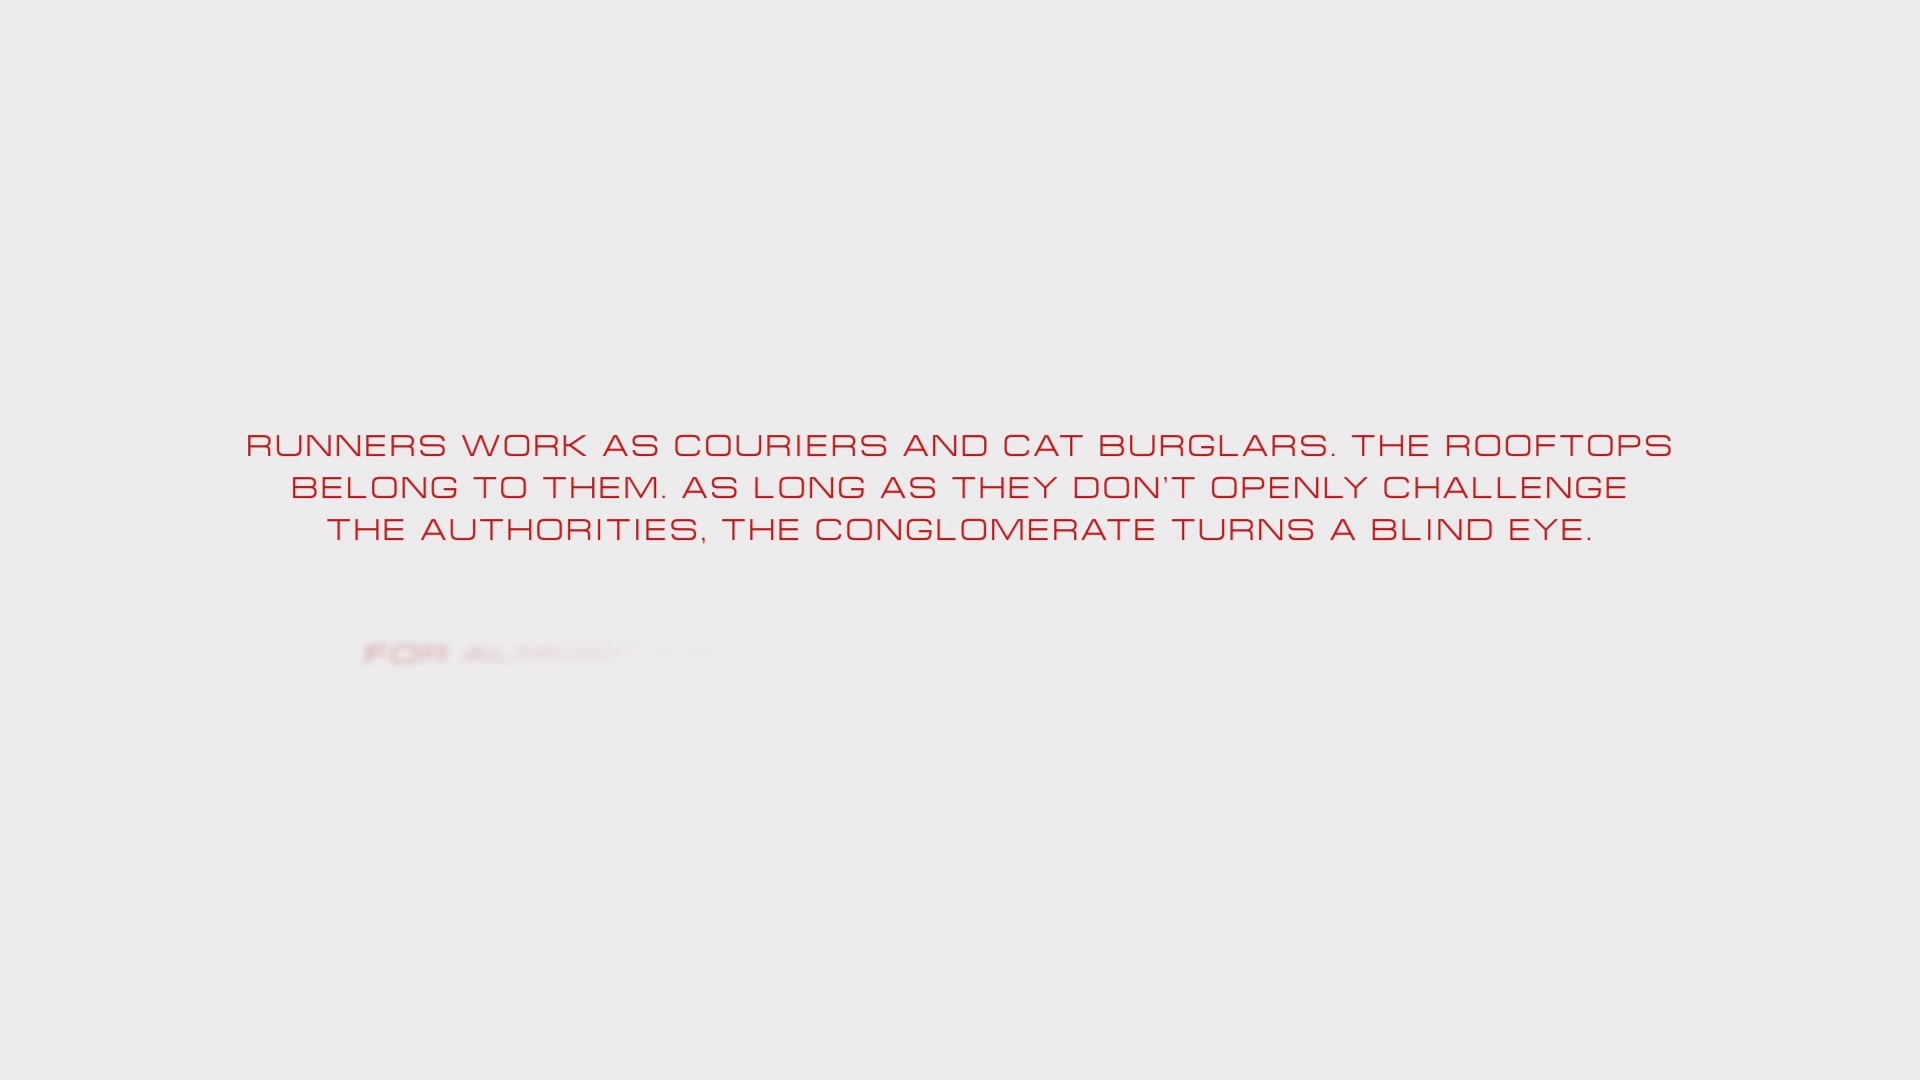 RUNNERS WORK AS COURIERS AND CAT BURGLARS. THE ROOFTOPS
BELONG TO THEM. AS LONG AS THEY DON'T OPENLY CHALLENGE
THE AUTHORITIES, THE CONGLOMERATE TURNS A BLIND EYE.
FOR